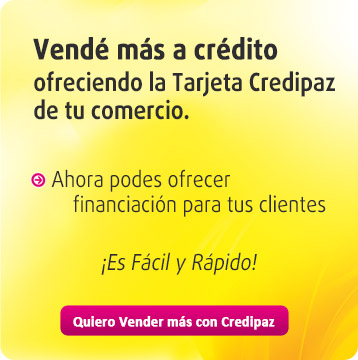 Vendé más a crédito
ofreciendo la Tarjeta Credipaz
de tu comercio.
Ahora podes ofrecer
financiación para tus clientes
¡Es Fácil y Rápido!
Quiero Vender más con Credipaz